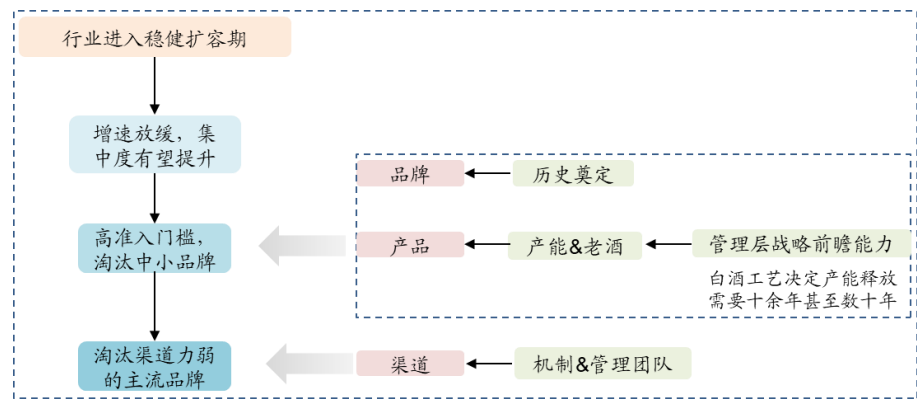 行业进入稳健扩容期
增速放缓，集
中度有望提升
品牌
历史奠定
高准入门槛，
淘汰中小品牌
产品
产能&老酒
管理层战略前瞻能力
白酒工艺决定产能释放
需要十余年甚至数十年
淘汰渠道力弱
的主流品牌
渠道
机制&管理团队